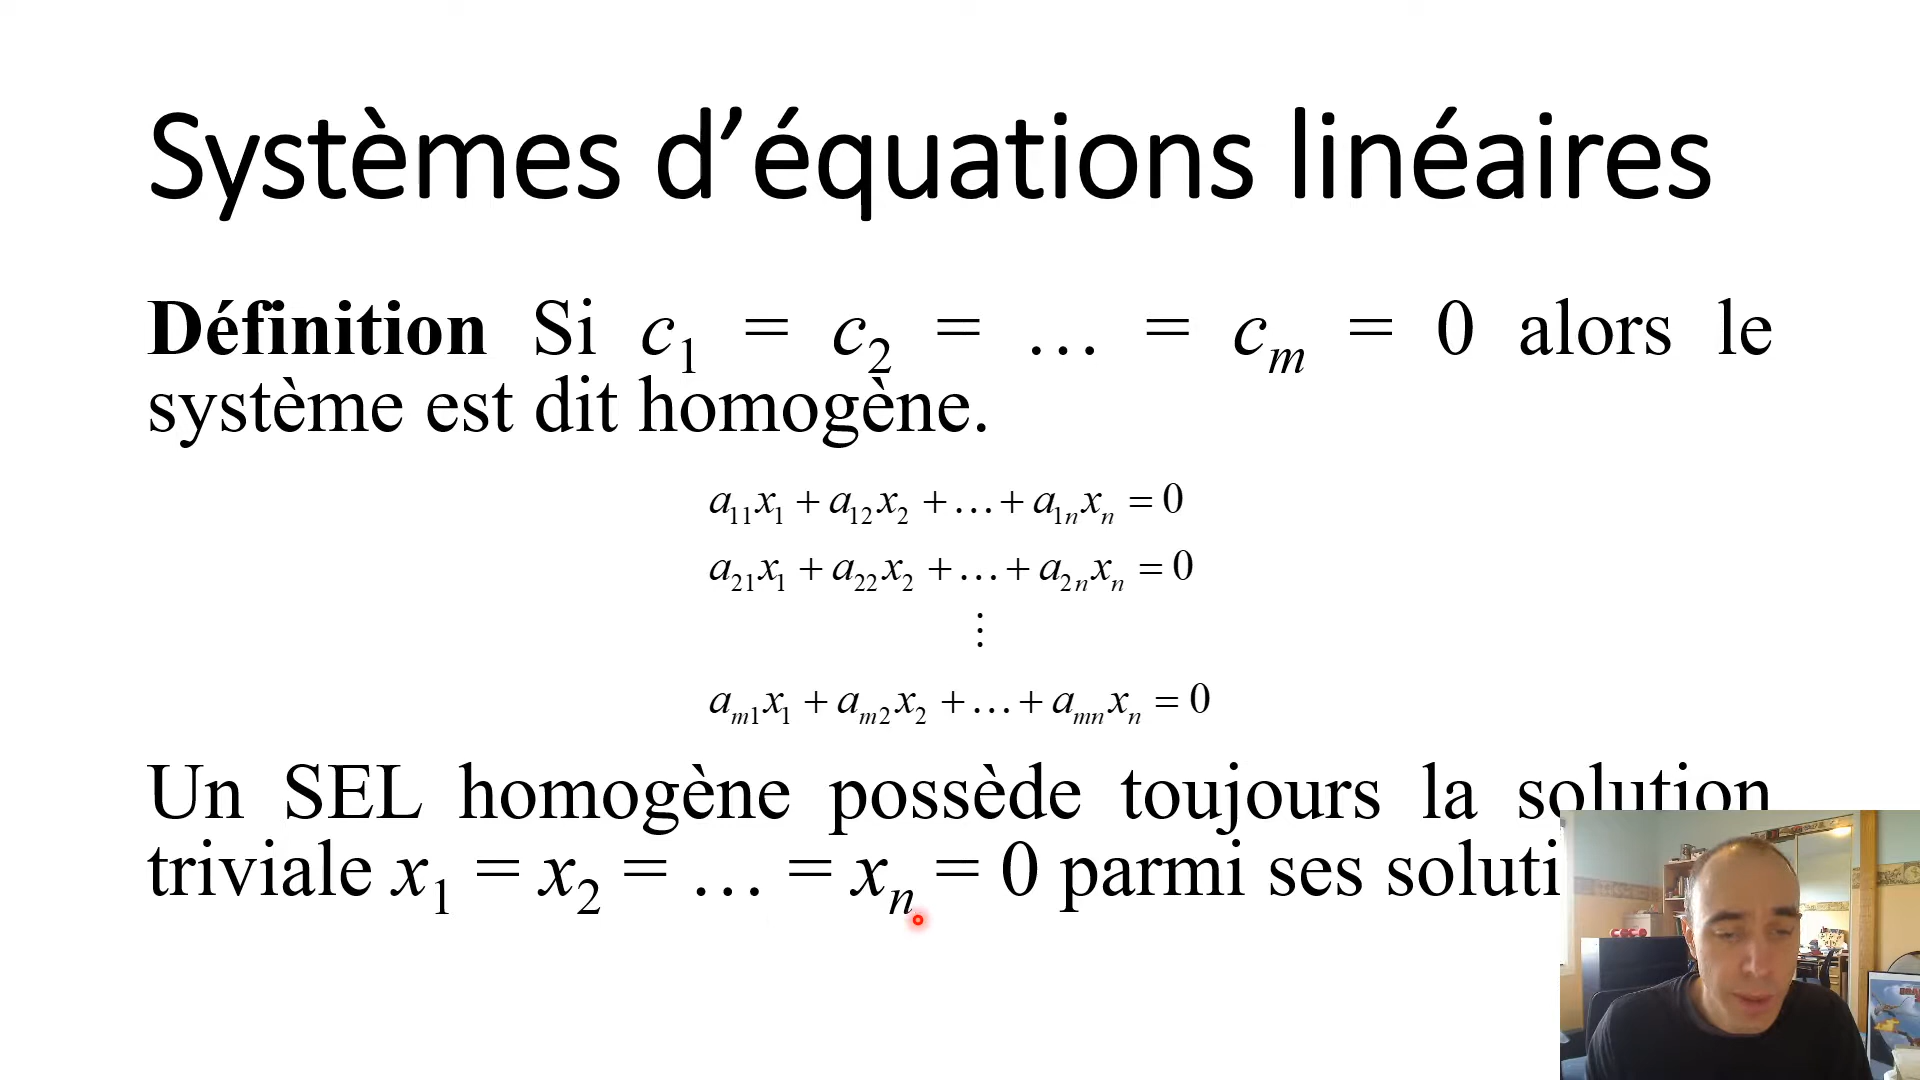 Systèmes d’équations linéaires
Définition Si c₁ = c₂ = … = cₘ = 0 alors le
système est dit homogène.
a₁₁x₁ + a₁₂x₂ + … + a₁ₙxₙ = 0
a₂₁x₁ + a₂₂x₂ + … + a₂ₙxₙ = 0
⋮
aₘ₁x₁ + aₘ₂x₂ + … + aₘₙxₙ = 0
Un SEL homogène possède toujours la solution
triviale x₁ = x₂ = … = xₙ = 0 parmi ses soluti